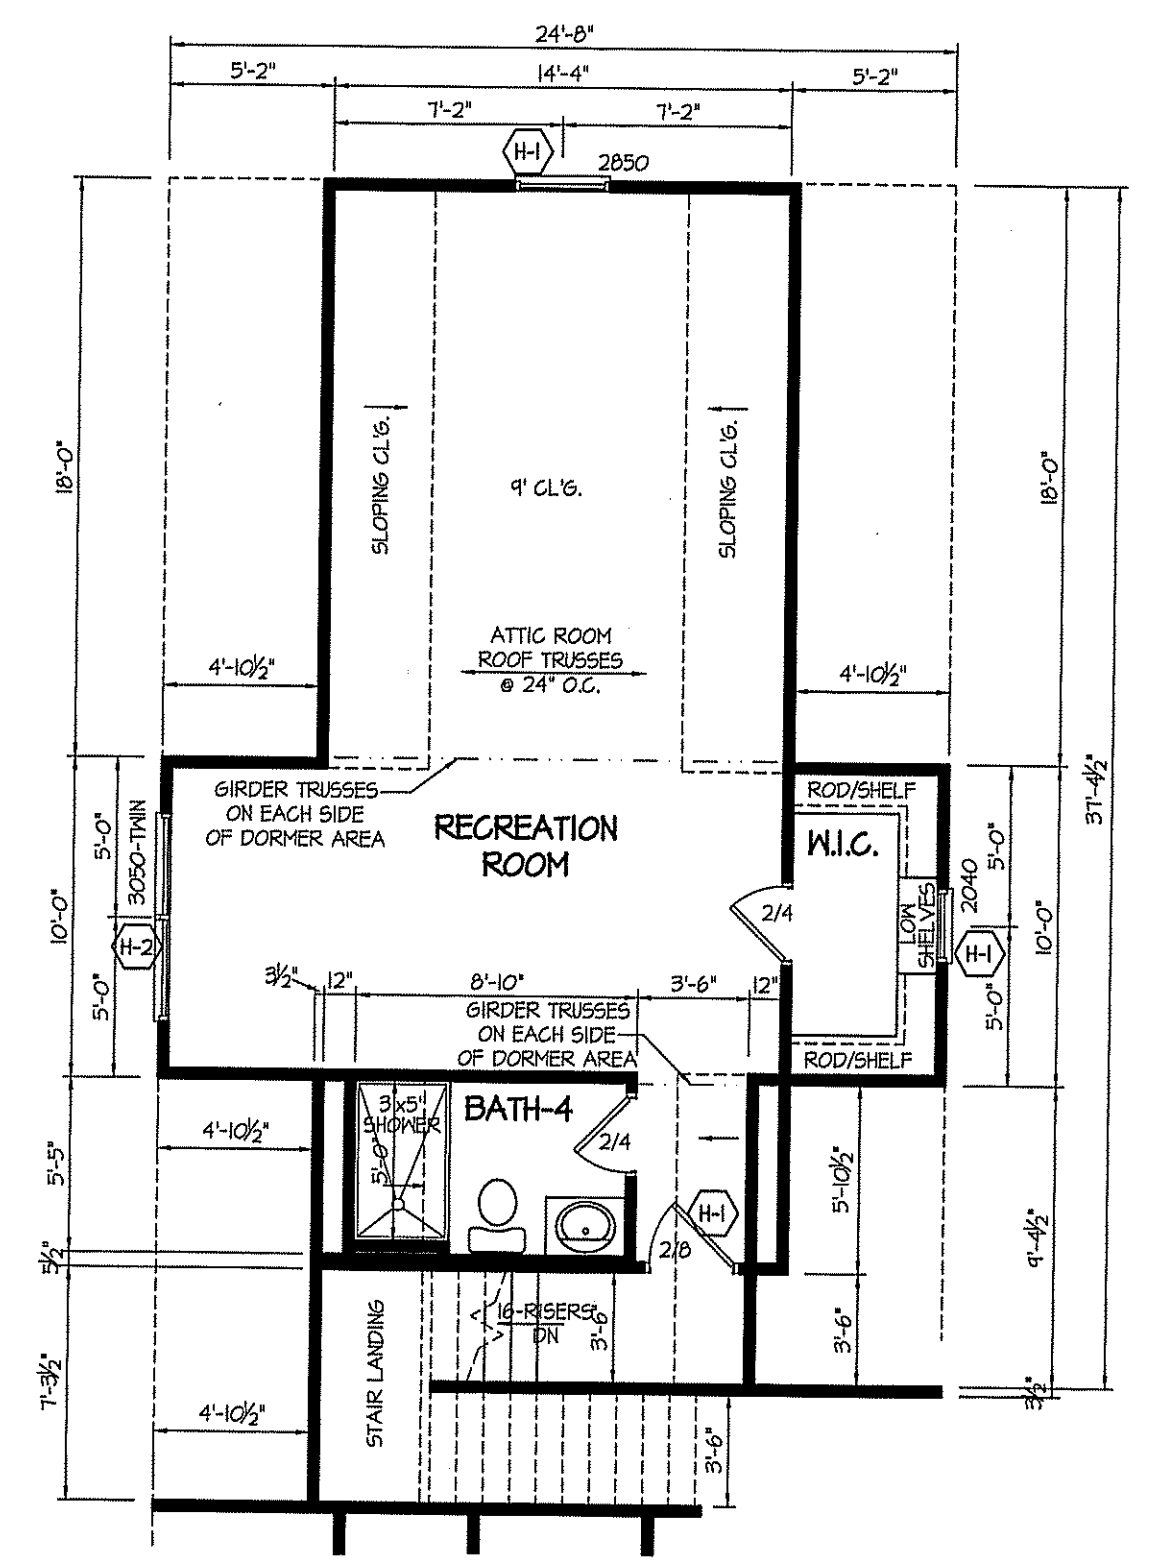 24'-8"
5'-2"
14'-4"
5'-2"
7'-2"
7'-2"
H-1
2850
18'-0"
SLOPING CL'G.
9' CL'G.
SLOPING CL'G.
18'-0"
ATTIC ROOM
ROOF TRUSSES
@ 24" O.C.
4'-10½"
4'-10½"
37'-4½"
GIRDER TRUSSES
ON EACH SIDE
OF DORMER AREA
RECREATION
ROOM
ROD/SHELF
W.I.C.
5'-0"
3050-TWIN
10'-0"
H-2
5'-0"
2/4
LOW
SHELVES
2040
5'-0"
10'-0"
H-1
5'-0"
3½"
12"
8'-10"
3'-6"
12"
GIRDER TRUSSES
ON EACH SIDE
OF DORMER AREA
ROD/SHELF
BATH-4
3'x5'
SHOWER
5'-0"
2/4
4'-10½"
5'-5"
5'-10½"
H-1
2/8
9'-4½"
5½"
16-RISERS
DN
3'-6"
3'-6"
STAIR LANDING
7'-3½"
4'-10½"
3½"
3'-6"